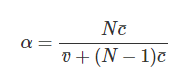 α = Nc̄ / (v̄ + (N − 1)c̄)